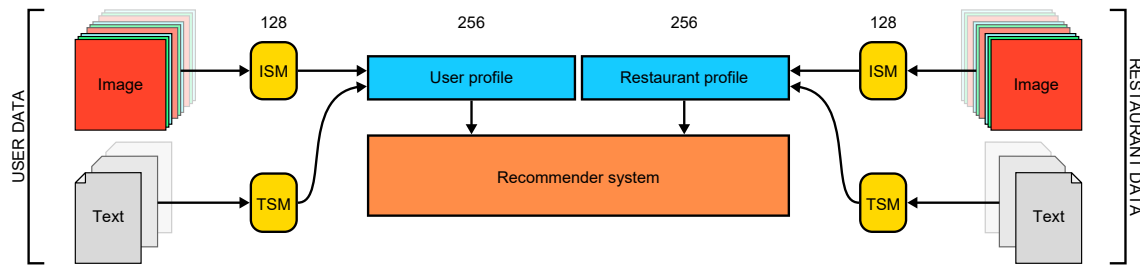 128
256
256
128
USER DATA
Image
ISM
User profile
Restaurant profile
ISM
Image
RESTAURANT DATA
Recommender system
Text
TSM
TSM
Text